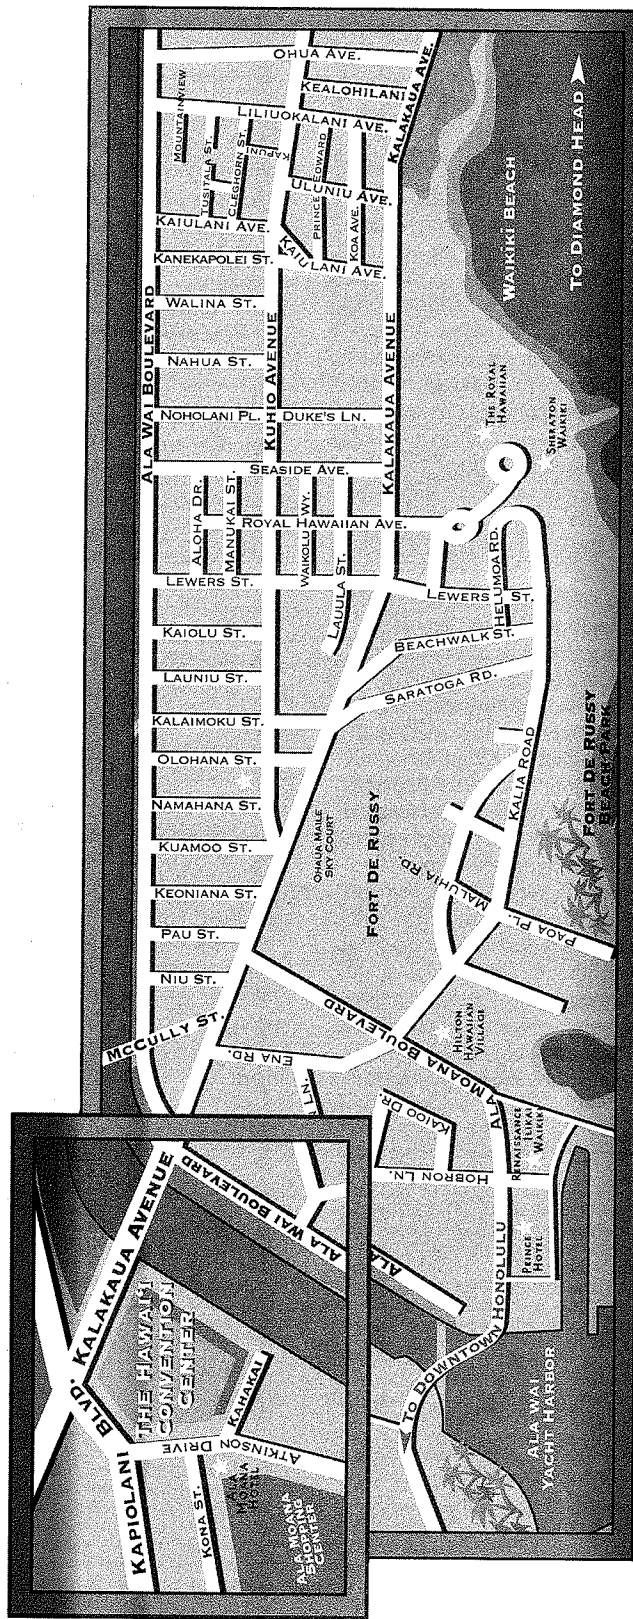 OHUA AVE.
KEALOHILANI
LILIUOKALANI AVE.
MOUNTAINVIEW
TUSITALA ST.
CLEGHORN ST.
KAPUNI
PRINCE EDWARD
ULUNIU AVE.
KOA AVE.
KALAKAUA AVE.
KAIULANI AVE.
KAIULANI AVE.
KANEKAPOLEI ST.
WALINA ST.
NAHUA ST.
NOHOLANI PL.
DUKE'S LN.
ALA WAI BOULEVARD
KUHIO AVENUE
KALAKAUA AVENUE
WAIKIKI BEACH
TO DIAMOND HEAD
THE ROYAL
HAWAIIAN
SHERATON
WAIKIKI
SEASIDE AVE.
ALOHA DR.
MANUKAI ST.
ROYAL HAWAIIAN AVE.
WAIKOLU WY.
LAUULA ST.
LEWERS ST.
LEWERS ST.
HELUMOA RD.
KAIOLU ST.
BEACHWALK ST.
LAUNIU ST.
SARATOGA RD.
KALAIMOKU ST.
OLOHANA ST.
NAMAHANA ST.
KUAMOO ST.
KEONIANA ST.
PAU ST.
NIU ST.
MCCULLY ST.
OHAUA MAILE
SKY COURT
FORT DE RUSSY
KALIA ROAD
FORT DE RUSSY
BEACH PARK
MALUHIA RD.
PAOA PL.
HILTON
HAWAIIAN
VILLAGE
ENA RD.
LN.
ALA MOANA BOULEVARD
KAIOO DR.
HOBRON LN.
RENAISSANCE
ILIKAI
WAIKIKI
PRINCE
HOTEL
ALA WAI BOULEVARD
ALA
TO DOWNTOWN HONOLULU
ALA WAI
YACHT HARBOR
KALAKAUA AVENUE
THE HAWAI'I
CONVENTION
CENTER
KAPIOLANI BLVD.
KAHAKAI
ATKINSON DRIVE
KONA ST.
ALA
MOANA
HOTEL
ALA MOANA
SHOPPING
CENTER